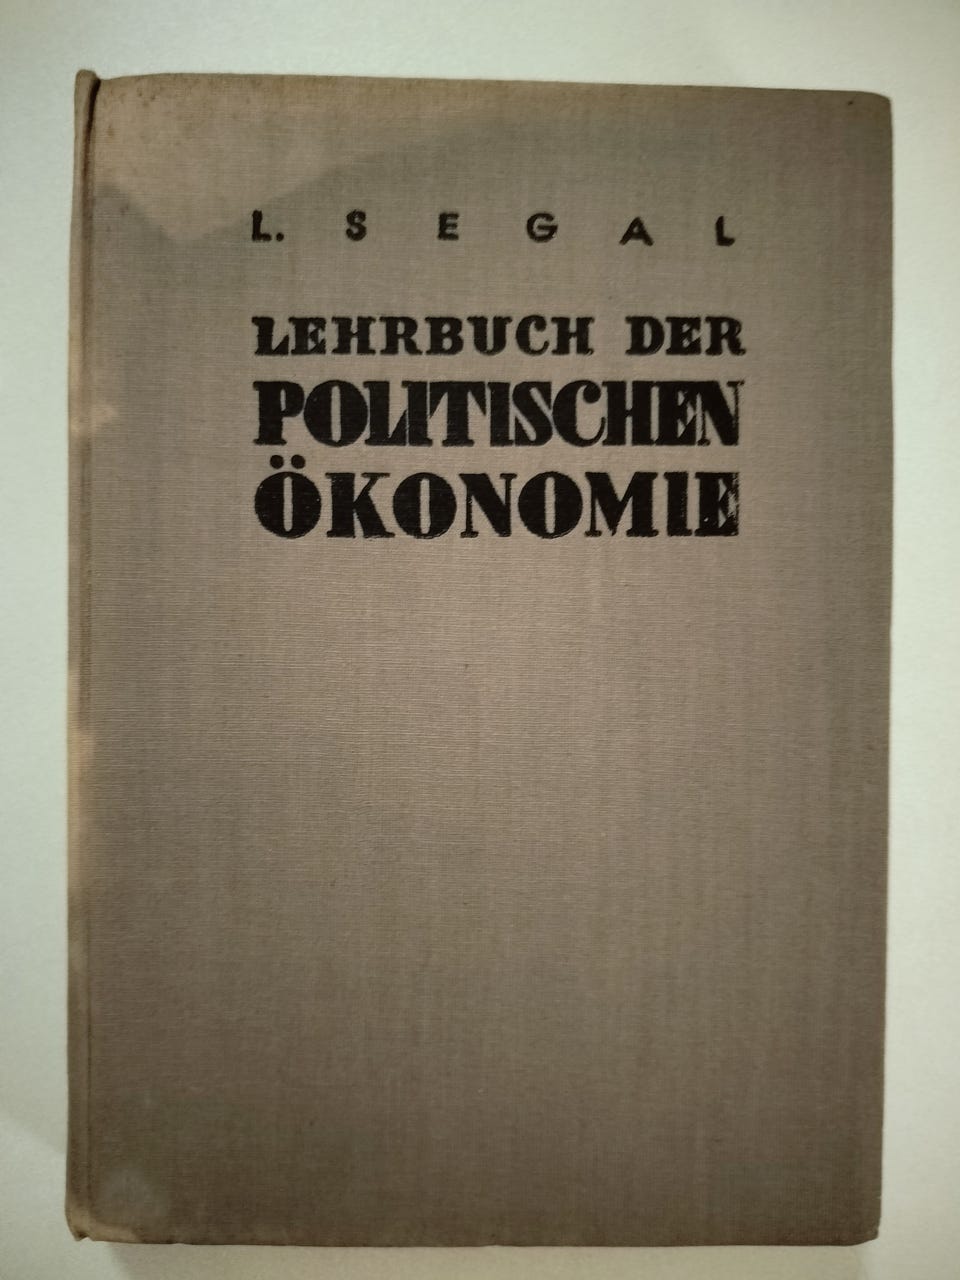 L. SEGAL
LEHRBUCH DER
POLITISCHEN
ÖKONOMIE